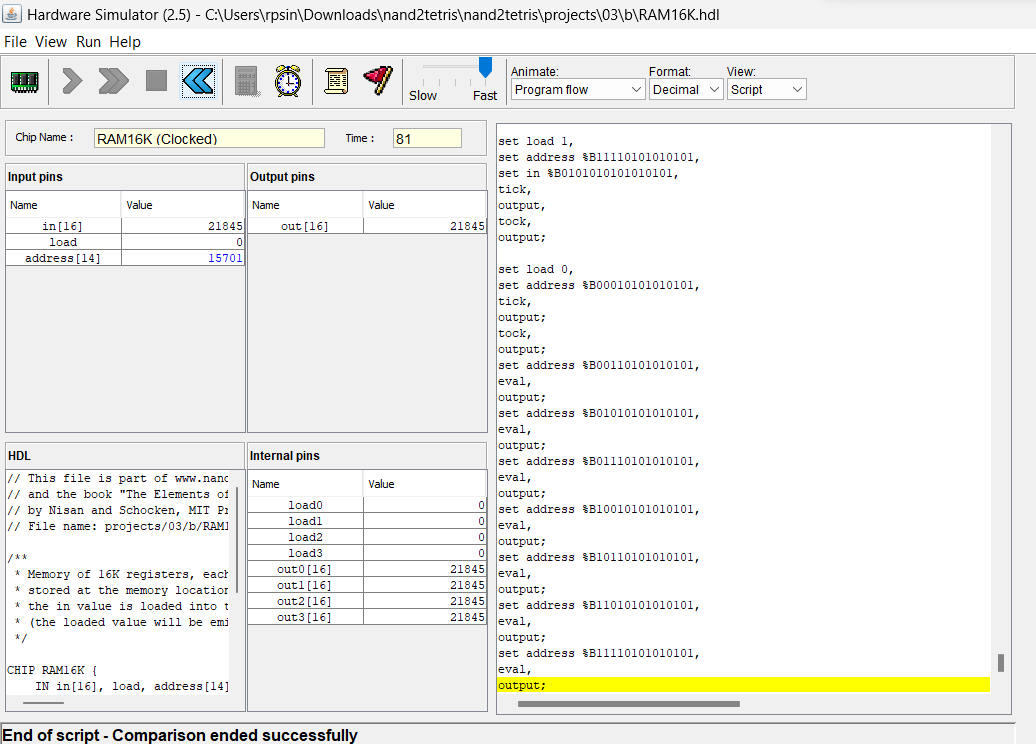 Hardware Simulator (2.5) - C:\Users\rpsin\Downloads\nand2tetris\nand2tetris\projects\03\b\RAM16K.hdl
File View Run Help
Slow Fast
Animate: Format: View:
Program flow Decimal Script
Chip Name : RAM16K (Clocked) Time : 81
Input pins
Name Value
in[16] 21845
load 0
address[14] 15701
Output pins
Name Value
out[16] 21845
HDL
// This file is part of www.nand
// and the book "The Elements of
// by Nisan and Schocken, MIT Pr
// File name: projects/03/b/RAM1
/**
* Memory of 16K registers, each
* stored at the memory location
* the in value is loaded into t
* (the loaded value will be emi
*/
CHIP RAM16K {
IN in[16], load, address[14]
Internal pins
Name Value
load0 0
load1 0
load2 0
load3 0
out0[16] 21845
out1[16] 21845
out2[16] 21845
out3[16] 21845
set load 1,
set address %B11110101010101,
set in %B0101010101010101,
tick,
output,
tock,
output;
set load 0,
set address %B00010101010101,
tick,
output;
tock,
output;
set address %B00110101010101,
eval,
output;
set address %B01010101010101,
eval,
output;
set address %B01110101010101,
eval,
output;
set address %B10010101010101,
eval,
output;
set address %B10110101010101,
eval,
output;
set address %B11010101010101,
eval,
output;
set address %B11110101010101,
eval,
output;
End of script - Comparison ended successfully